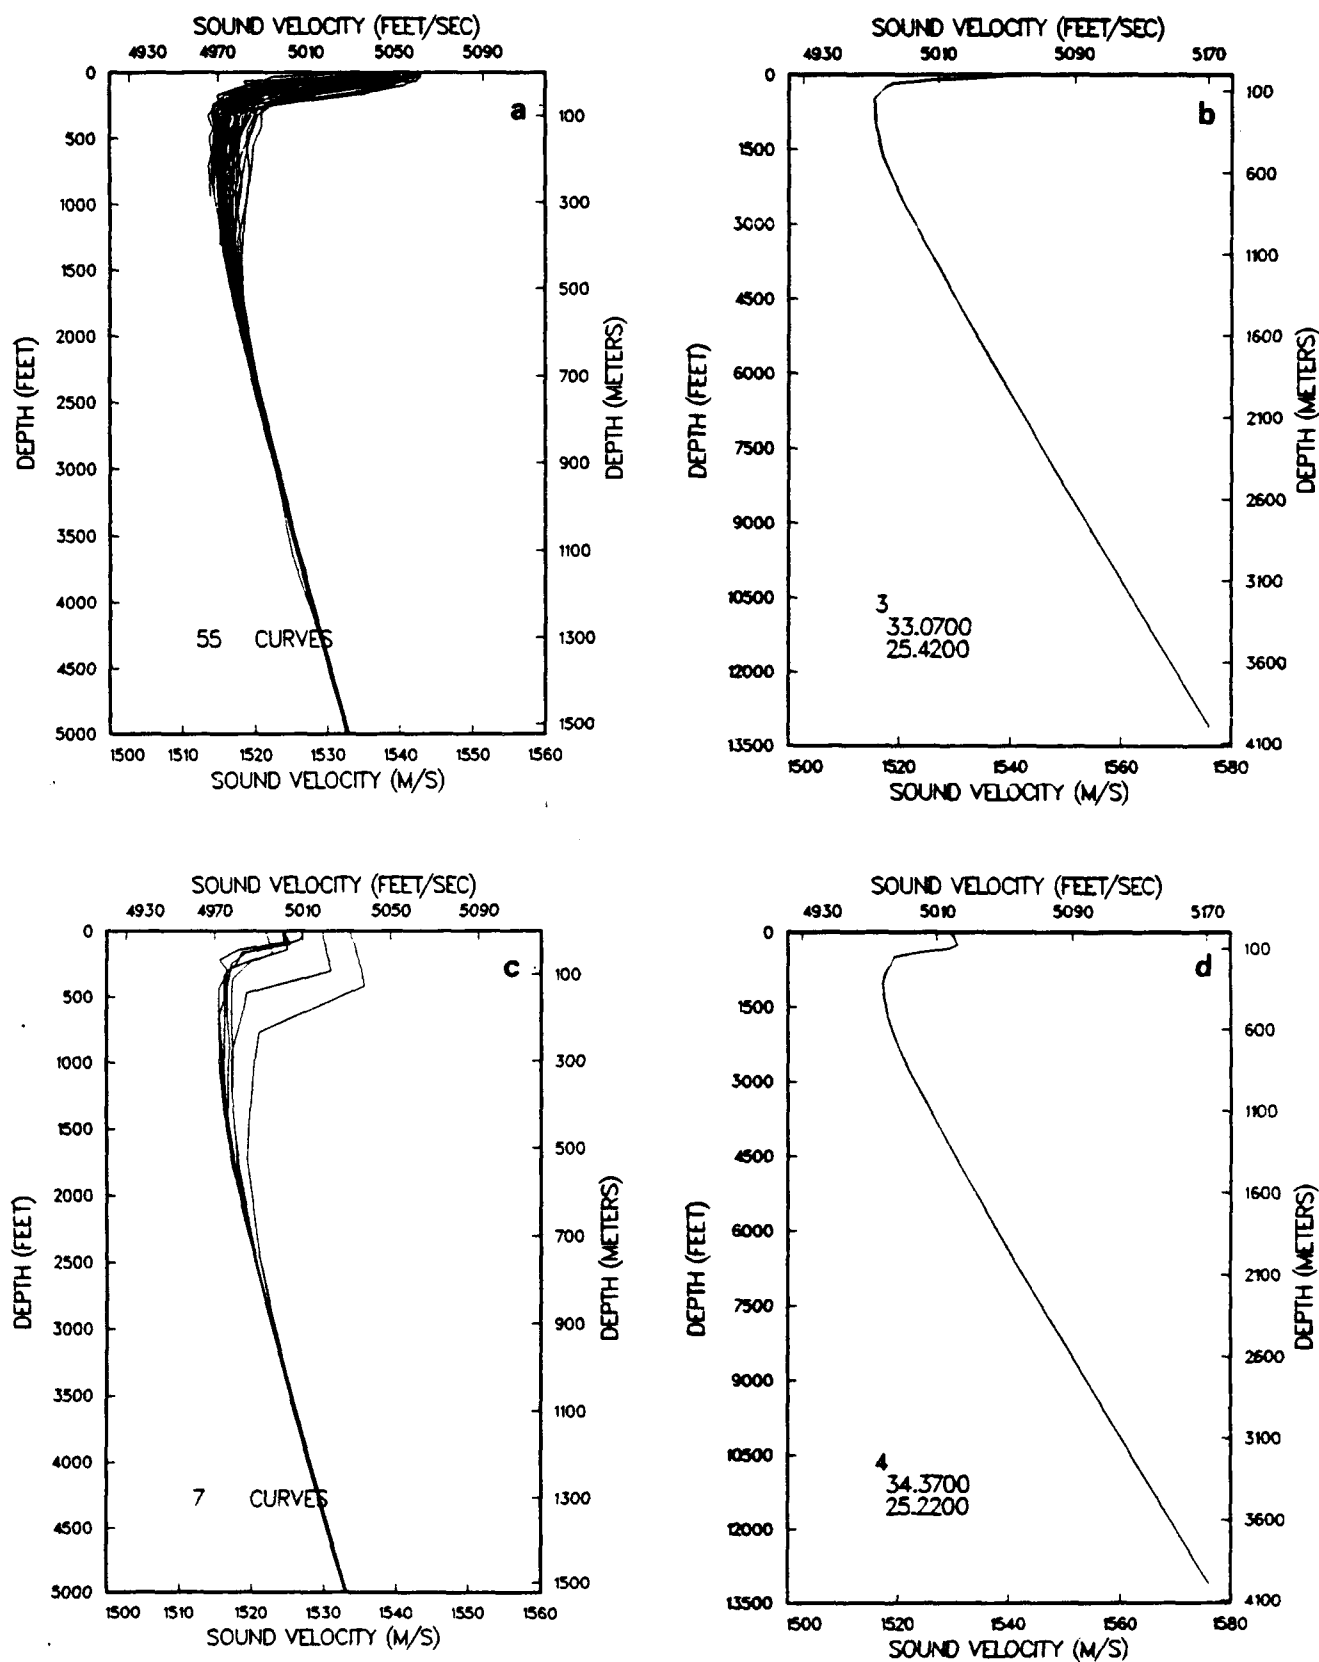 SOUND VELOCITY (FEET/SEC)
4930 4970 5010 5050 5090
a
0
500
1000
1500
2000
2500
3000
3500
4000
4500
5000
DEPTH (FEET)
100
300
500
700
900
1100
1300
1500
DEPTH (METERS)
55 CURVES
1500 1510 1520 1530 1540 1550 1560
SOUND VELOCITY (M/S)
SOUND VELOCITY (FEET/SEC)
4930 5010 5090 5170
b
0
1500
3000
4500
6000
7500
9000
10500
12000
13500
DEPTH (FEET)
100
600
1100
1600
2100
2600
3100
3600
4100
DEPTH (METERS)
3
33.0700
25.4200
1500 1520 1540 1560 1580
SOUND VELOCITY (M/S)
SOUND VELOCITY (FEET/SEC)
4930 4970 5010 5050 5090
c
0
500
1000
1500
2000
2500
3000
3500
4000
4500
5000
DEPTH (FEET)
100
300
500
700
900
1100
1300
1500
DEPTH (METERS)
7 CURVES
1500 1510 1520 1530 1540 1550 1560
SOUND VELOCITY (M/S)
SOUND VELOCITY (FEET/SEC)
4930 5010 5090 5170
d
0
1500
3000
4500
6000
7500
9000
10500
12000
13500
DEPTH (FEET)
100
600
1100
1600
2100
2600
3100
3600
4100
DEPTH (METERS)
4
34.3700
25.2200
1500 1520 1540 1560 1580
SOUND VELOCITY (M/S)